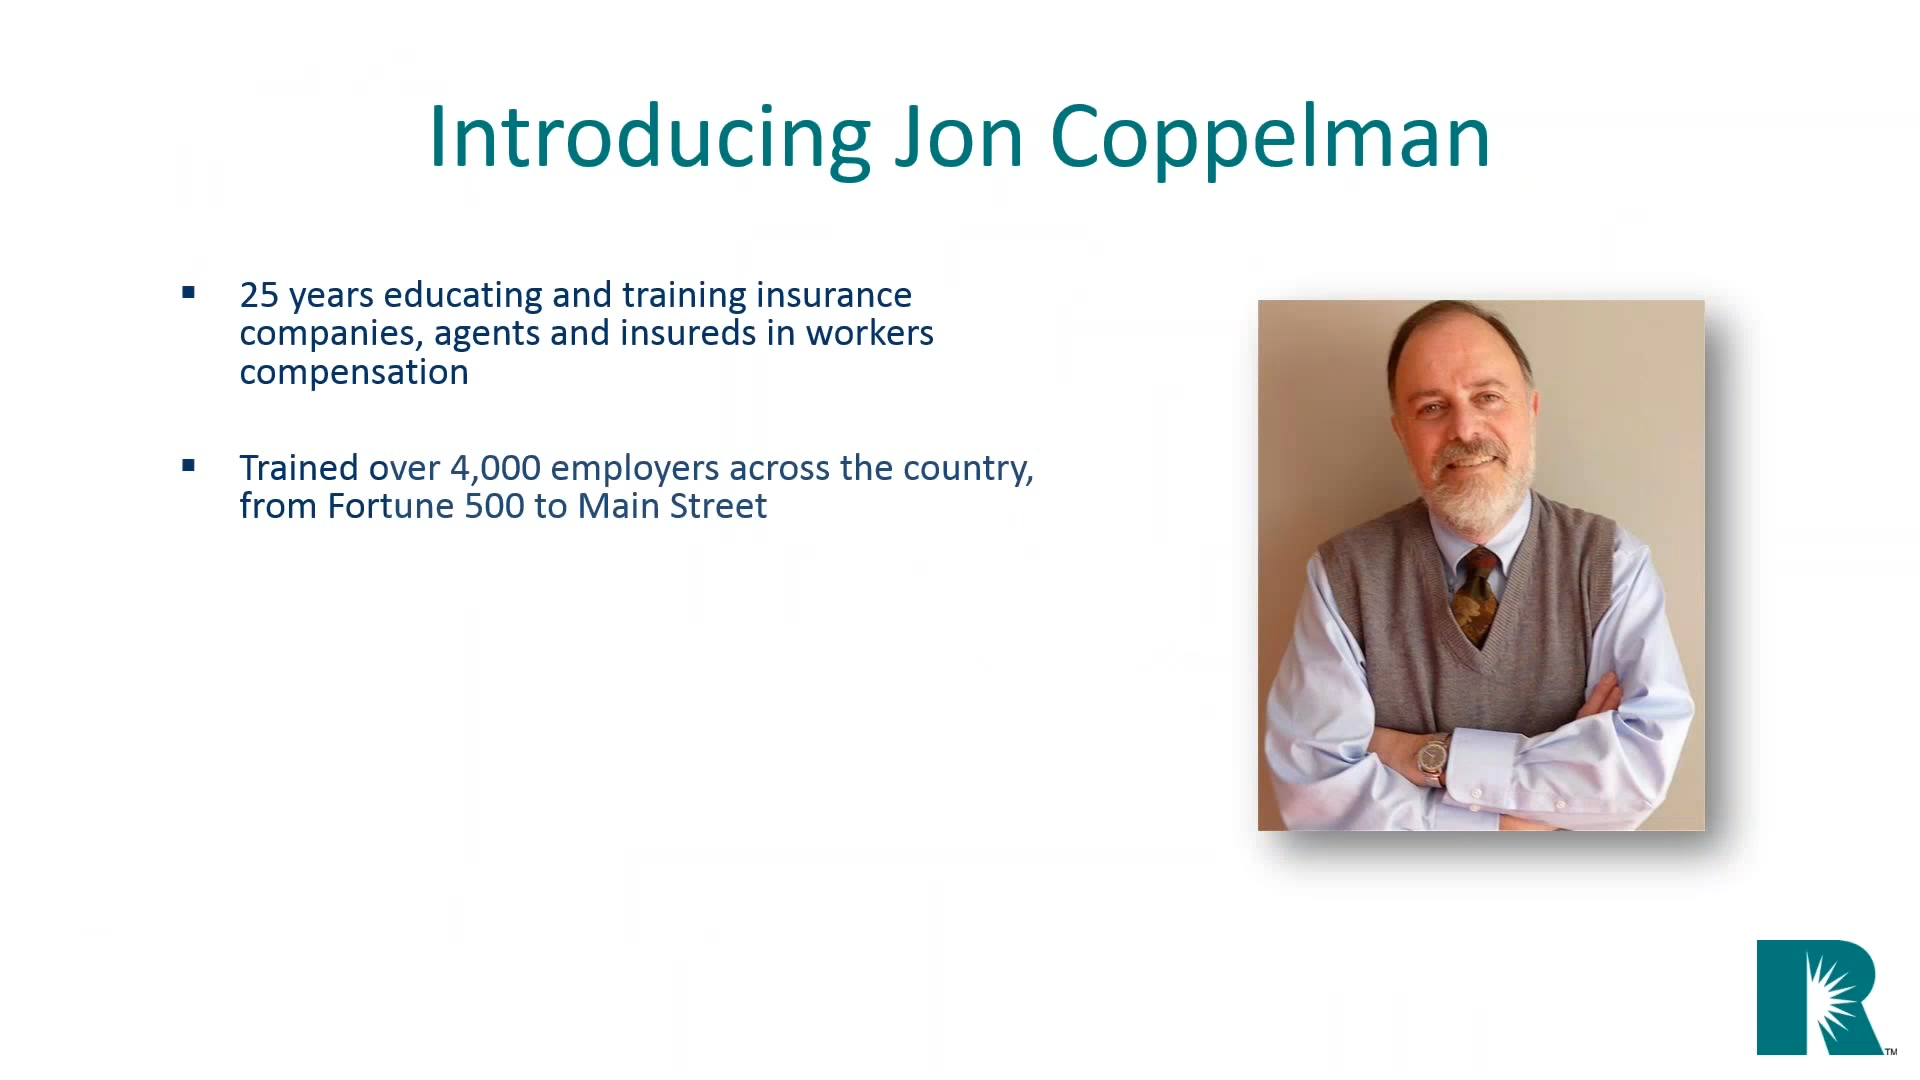 Introducing Jon Coppelman
▪ 25 years educating and training insurance
companies, agents and insureds in workers
compensation
▪ Trained over 4,000 employers across the country,
from Fortune 500 to Main Street
R
TM